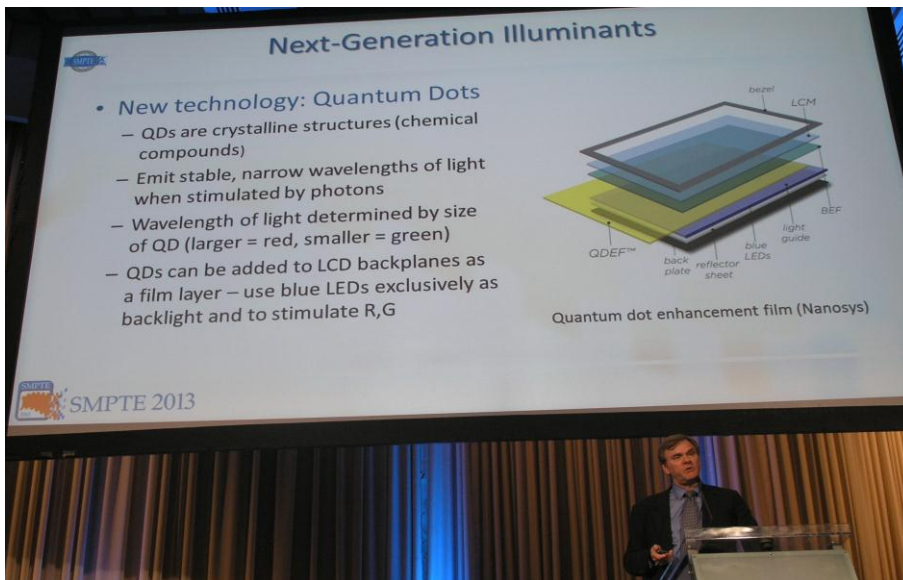 Next-Generation Illuminants
SMPTE
• New technology: Quantum Dots
– QDs are crystalline structures (chemical
compounds)
– Emit stable, narrow wavelengths of light
when stimulated by photons
– Wavelength of light determined by size
of QD (larger = red, smaller = green)
– QDs can be added to LCD backplanes as
a film layer – use blue LEDs exclusively as
backlight and to stimulate R,G
bezel
LCM
BEF
light
guide
blue
LEDs
reflector
sheet
back
plate
QDEF™
Quantum dot enhancement film (Nanosys)
SMPTE
SMPTE 2013